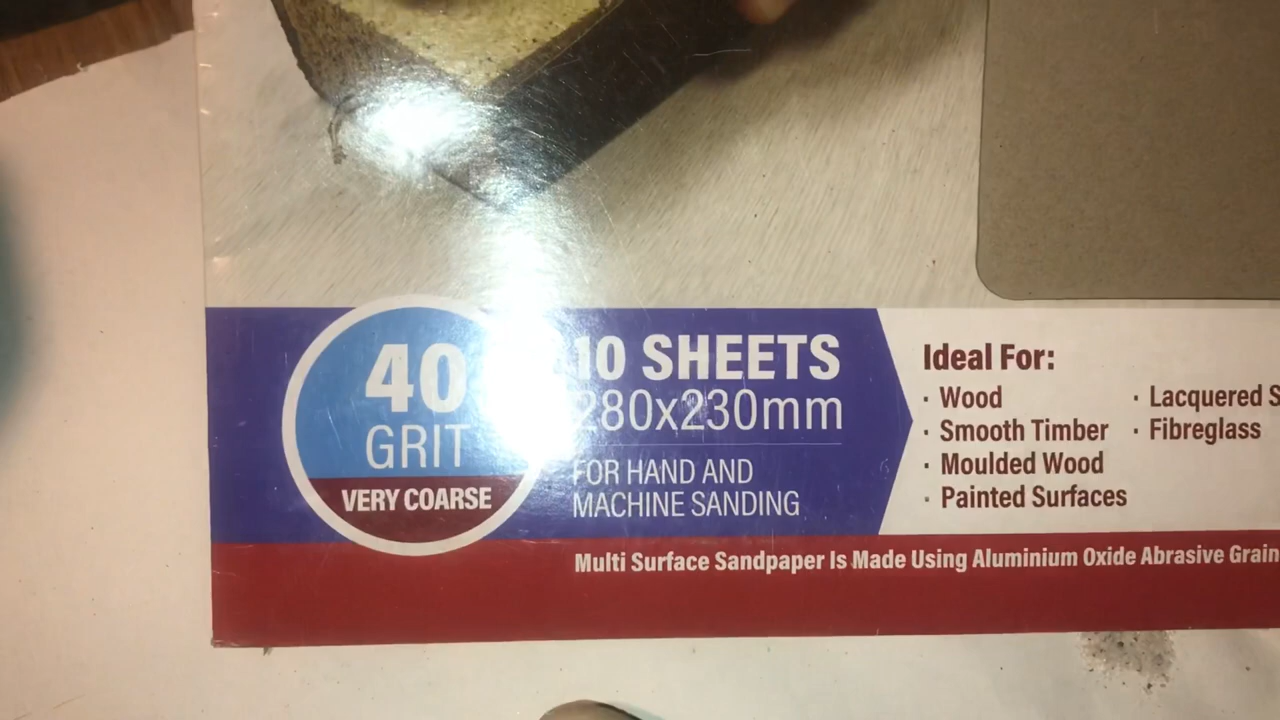 40
GRIT
VERY COARSE
10 SHEETS
280x230mm
FOR HAND AND
MACHINE SANDING
Ideal For:
· Wood
· Smooth Timber
· Moulded Wood
· Painted Surfaces
· Lacquered S
· Fibreglass
Multi Surface Sandpaper Is Made Using Aluminium Oxide Abrasive Grain